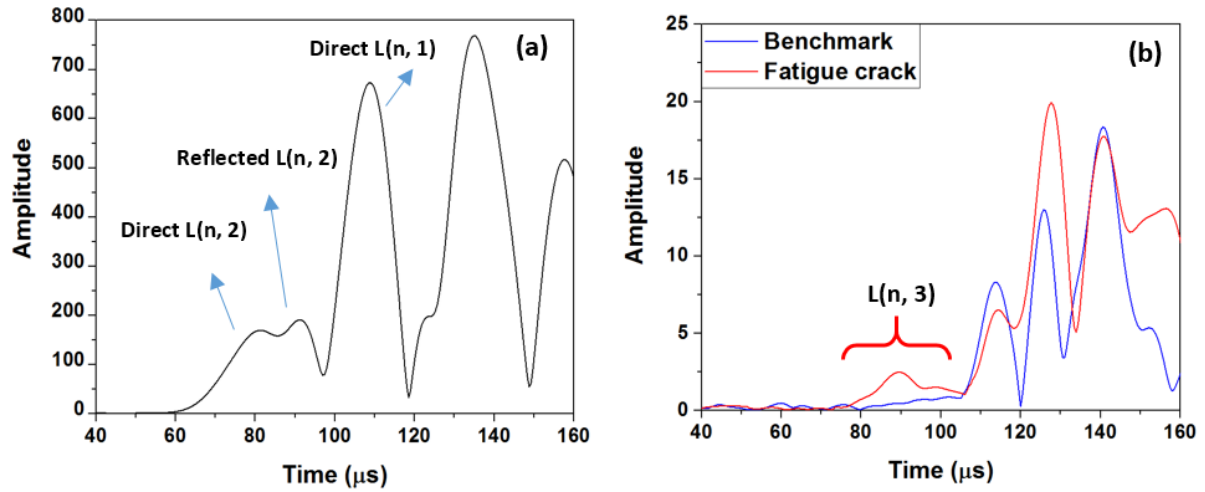 (a)
Direct L(n, 1)
Reflected L(n, 2)
Direct L(n, 2)
Amplitude
800
700
600
500
400
300
200
100
0
40 60 80 100 120 140 160
Time (μs)
(b)
Benchmark
Fatigue crack
L(n, 3)
Amplitude
25
20
15
10
5
0
40 60 80 100 120 140 160
Time (μs)